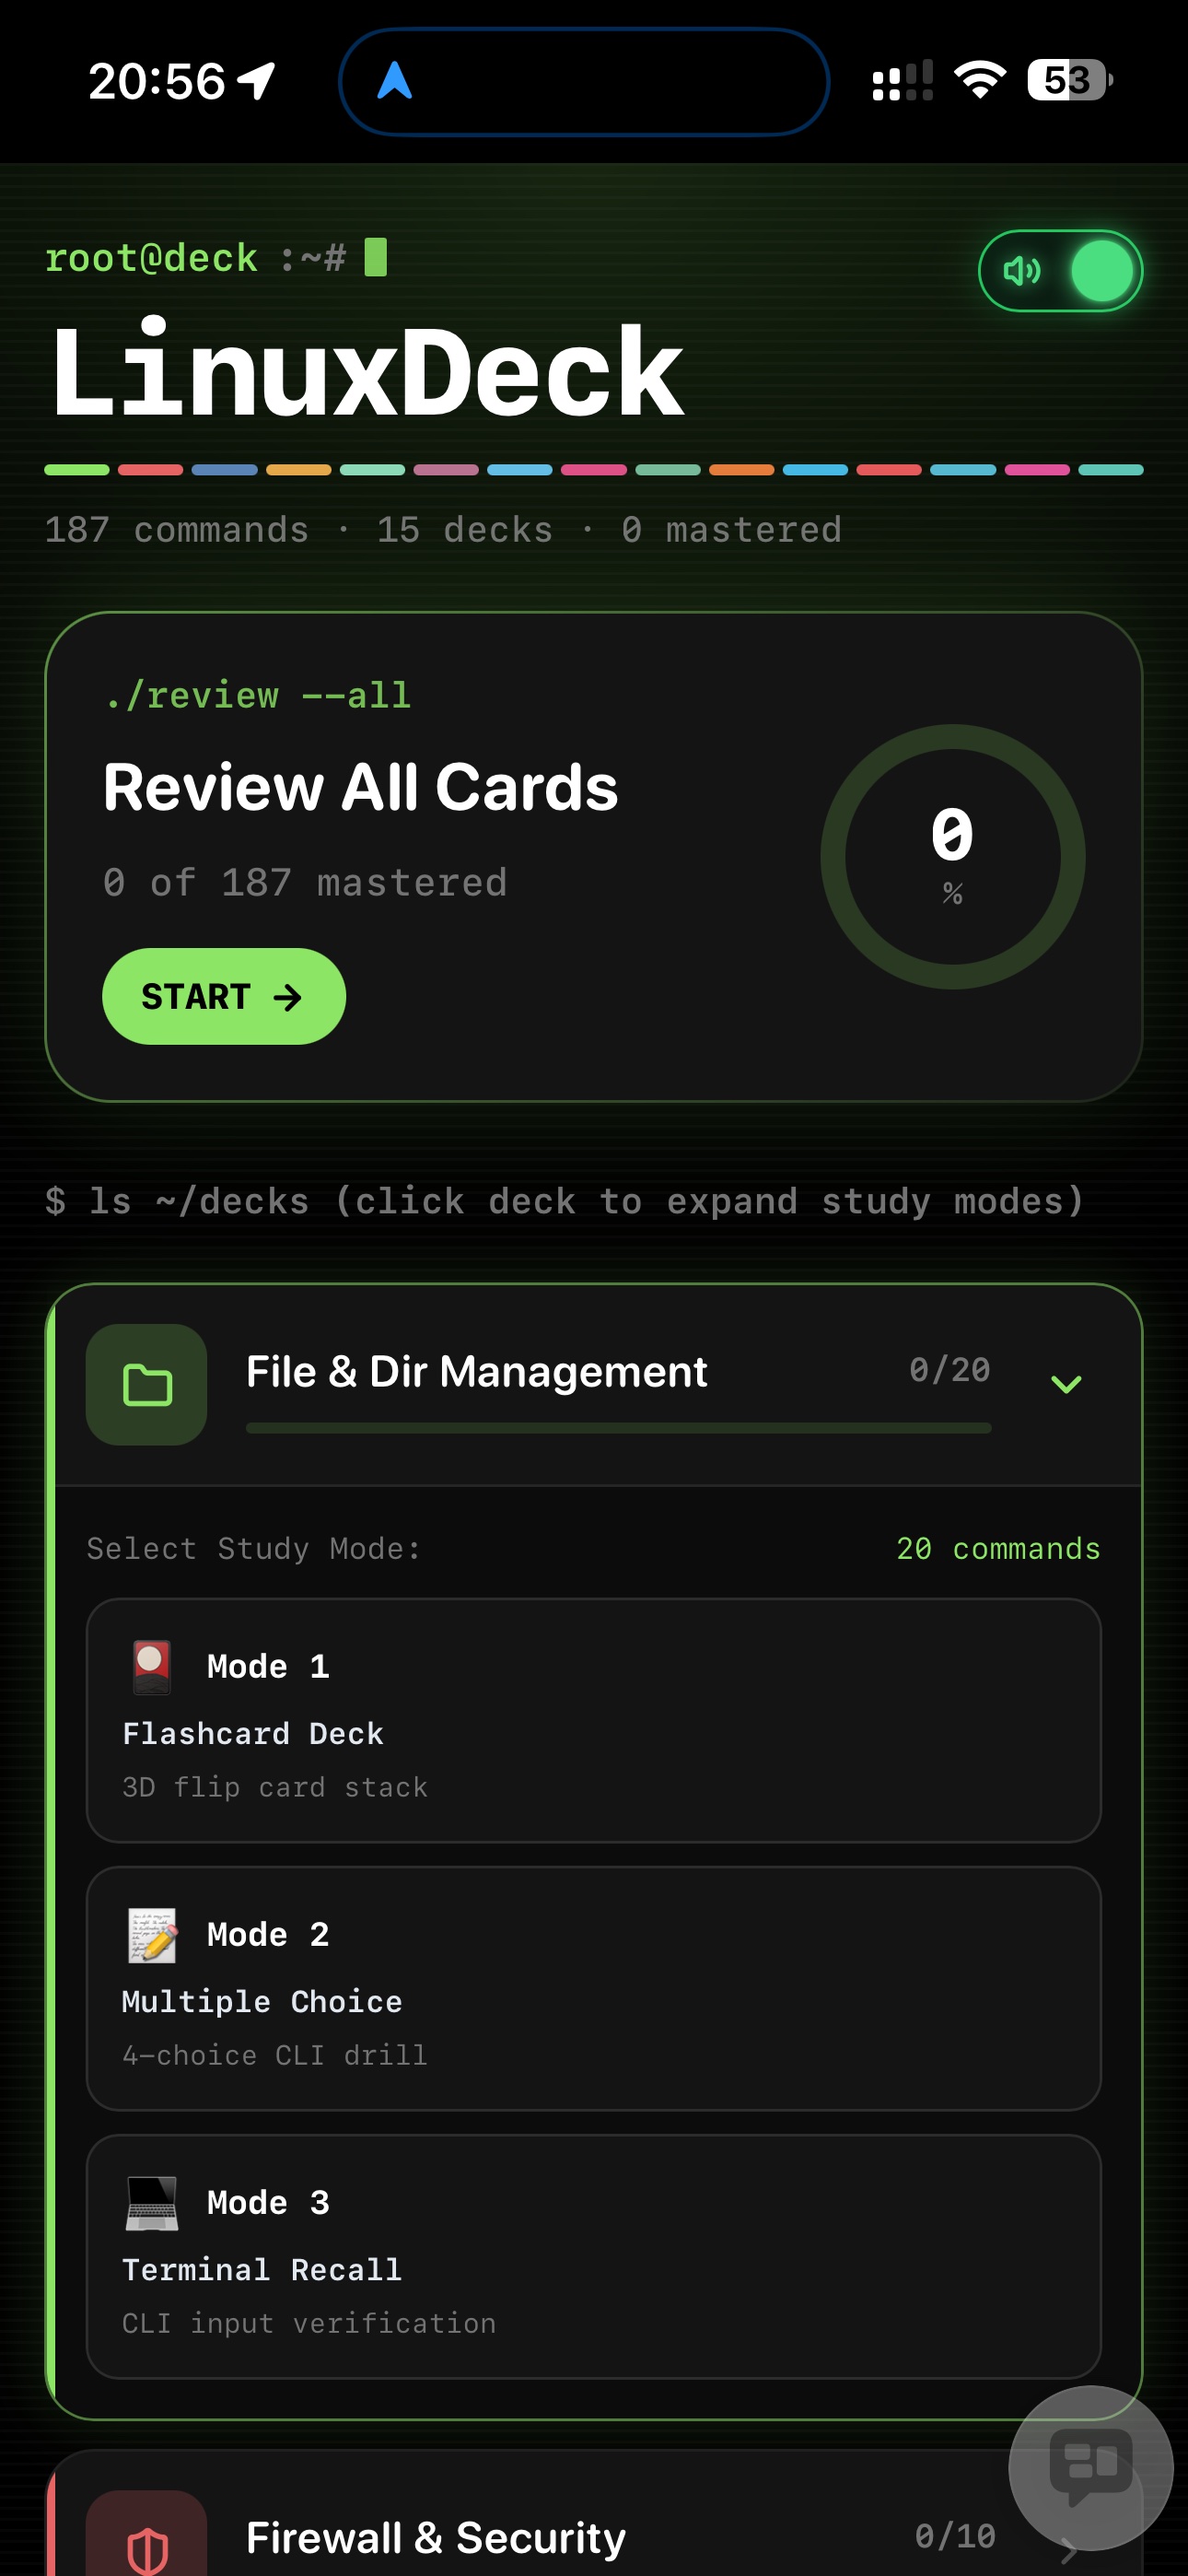 20:56
53
root@deck :~#
LinuxDeck
187 commands · 15 decks · 0 mastered
./review --all
Review All Cards
0 of 187 mastered
0
%
START →
$ ls ~/decks (click deck to expand study modes)
File & Dir Management
0/20
Select Study Mode:
20 commands
Mode 1
Flashcard Deck
3D flip card stack
Mode 2
Multiple Choice
4-choice CLI drill
Mode 3
Terminal Recall
CLI input verification
Firewall & Security
0/10